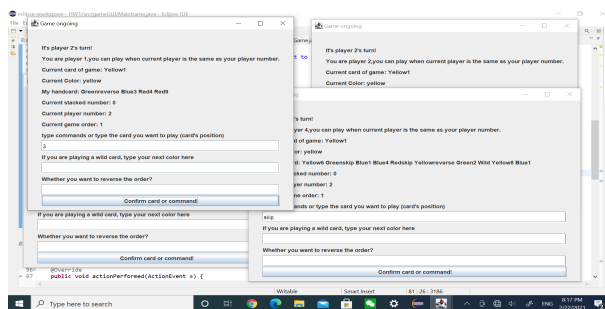 eclipse-workspace - HW1/src/gameGUI/Mainframe.java - Eclipse IDE
File
Game ongoing
It's player 2's turn!
You are player 1,you can play when current player is the same as your player number.
Current card of game: Yellow1
Current Color: yellow
My handcard: Greenreverse Blue3 Red4 Red9
Current stacked number: 0
Current player number: 2
Current game order: 1
type commands or type the card you want to play (card's position)
3
If you are playing a wild card, type your next color here
Whether you want to reverse the order?
Confirm card or command!
Game ongoing
It's player 2's turn!
You are player 2,you can play when current player is the same as your player number.
Current card of game: Yellow1
Current Color: yellow
's turn!
yer 4,you can play when current player is the same as your player number.
d of game: Yellow1
or: yellow
d: Yellow6 Greenskip Blue1 Blue4 Redskip Yellowreverse Green2 Wild Yellow8 Blue1
cked number: 0
yer number: 2
me order: 1
ands or type the card you want to play (card's position)
skip
If you are playing a wild card, type your next color here
Whether you want to reverse the order?
Confirm card or command!
If you are playing a wild card, type your next color here
Whether you want to reverse the order?
Confirm card or command!
96 @Override
97 public void actionPerformed(ActionEvent e) {
Writable
Smart Insert
81 : 26 : 3186
Type here to search
ENG
8:17 PM
2/22/2021